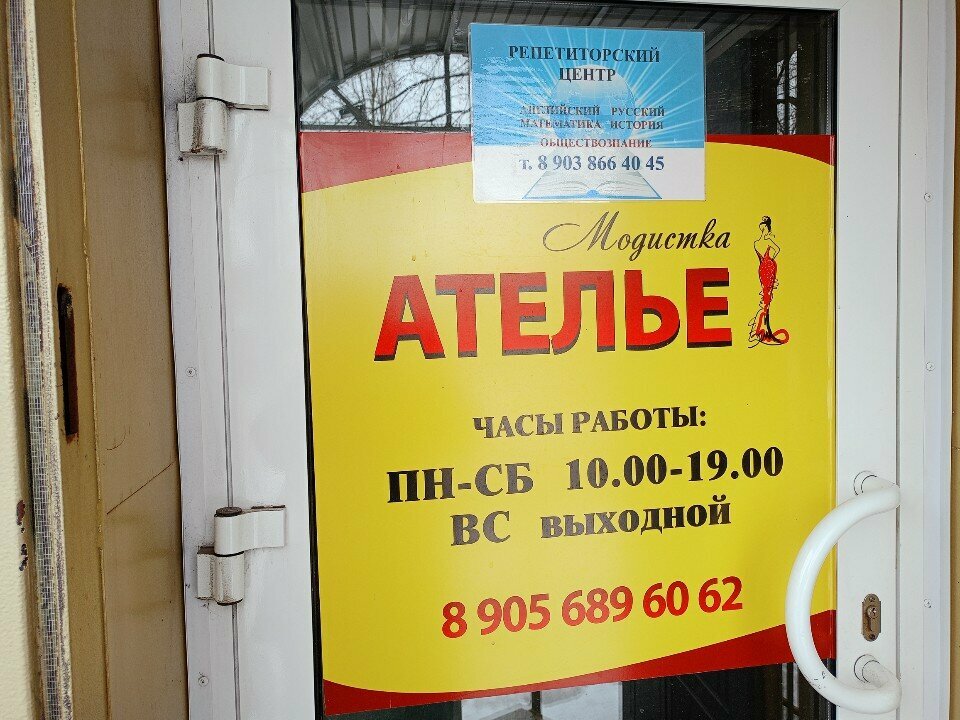 РЕПЕТИТОРСКИЙ
ЦЕНТР
АНГЛИЙСКИЙ РУССКИЙ
МАТЕМАТИКА ИСТОРИЯ
ОБЩЕСТВОЗНАНИЕ
т. 8 903 866 40 45
Модистка
АТЕЛЬЕ
ЧАСЫ РАБОТЫ:
ПН-СБ 10.00-19.00
ВС ВЫХОДНОЙ
8 905 689 60 62